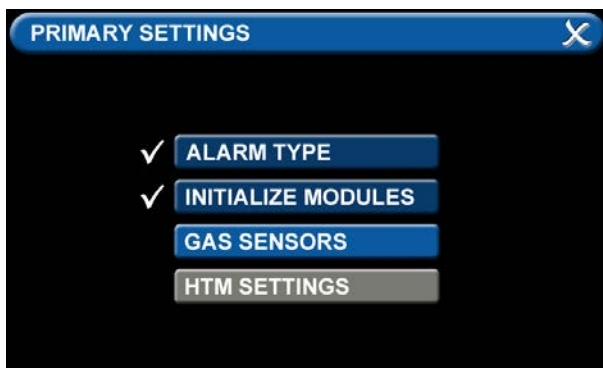 PRIMARY SETTINGS
ALARM TYPE
INITIALIZE MODULES
GAS SENSORS
HTM SETTINGS